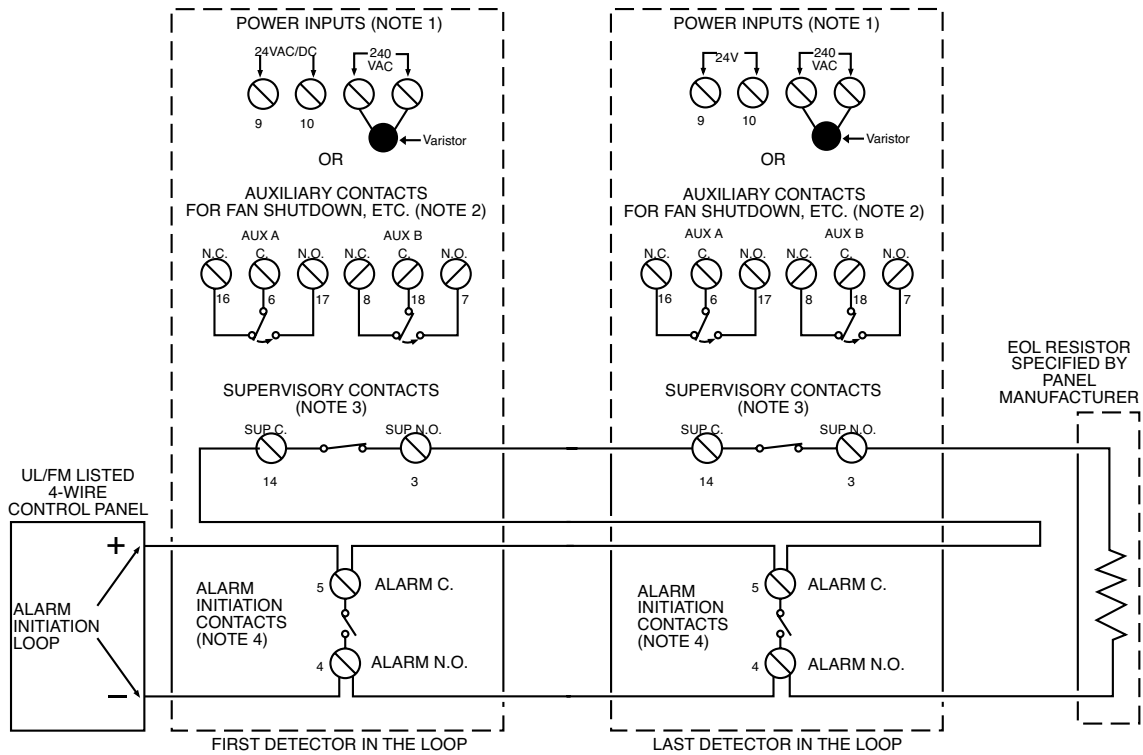 POWER INPUTS (NOTE 1)
24VAC/DC
240
VAC
9
10
Varistor
OR
AUXILIARY CONTACTS
FOR FAN SHUTDOWN, ETC. (NOTE 2)
AUX A
AUX B
N.C.
C.
N.O.
N.C.
C.
N.O.
16
6
17
8
18
7
SUPERVISORY CONTACTS
(NOTE 3)
SUP C.
SUP N.O.
14
3
POWER INPUTS (NOTE 1)
24V
240
VAC
9
10
Varistor
OR
AUXILIARY CONTACTS
FOR FAN SHUTDOWN, ETC. (NOTE 2)
AUX A
AUX B
N.C.
C.
N.O.
N.C.
C.
N.O.
16
6
17
8
18
7
SUPERVISORY CONTACTS
(NOTE 3)
SUP C.
SUP N.O.
14
3
EOL RESISTOR
SPECIFIED BY
PANEL
MANUFACTURER
UL/FM LISTED
4-WIRE
CONTROL PANEL
+
ALARM
INITIATION
LOOP
–
ALARM
INITIATION
CONTACTS
(NOTE 4)
5
ALARM C.
4
ALARM N.O.
ALARM
INITIATION
CONTACTS
(NOTE 4)
5
ALARM C.
4
ALARM N.O.
FIRST DETECTOR IN THE LOOP
LAST DETECTOR IN THE LOOP